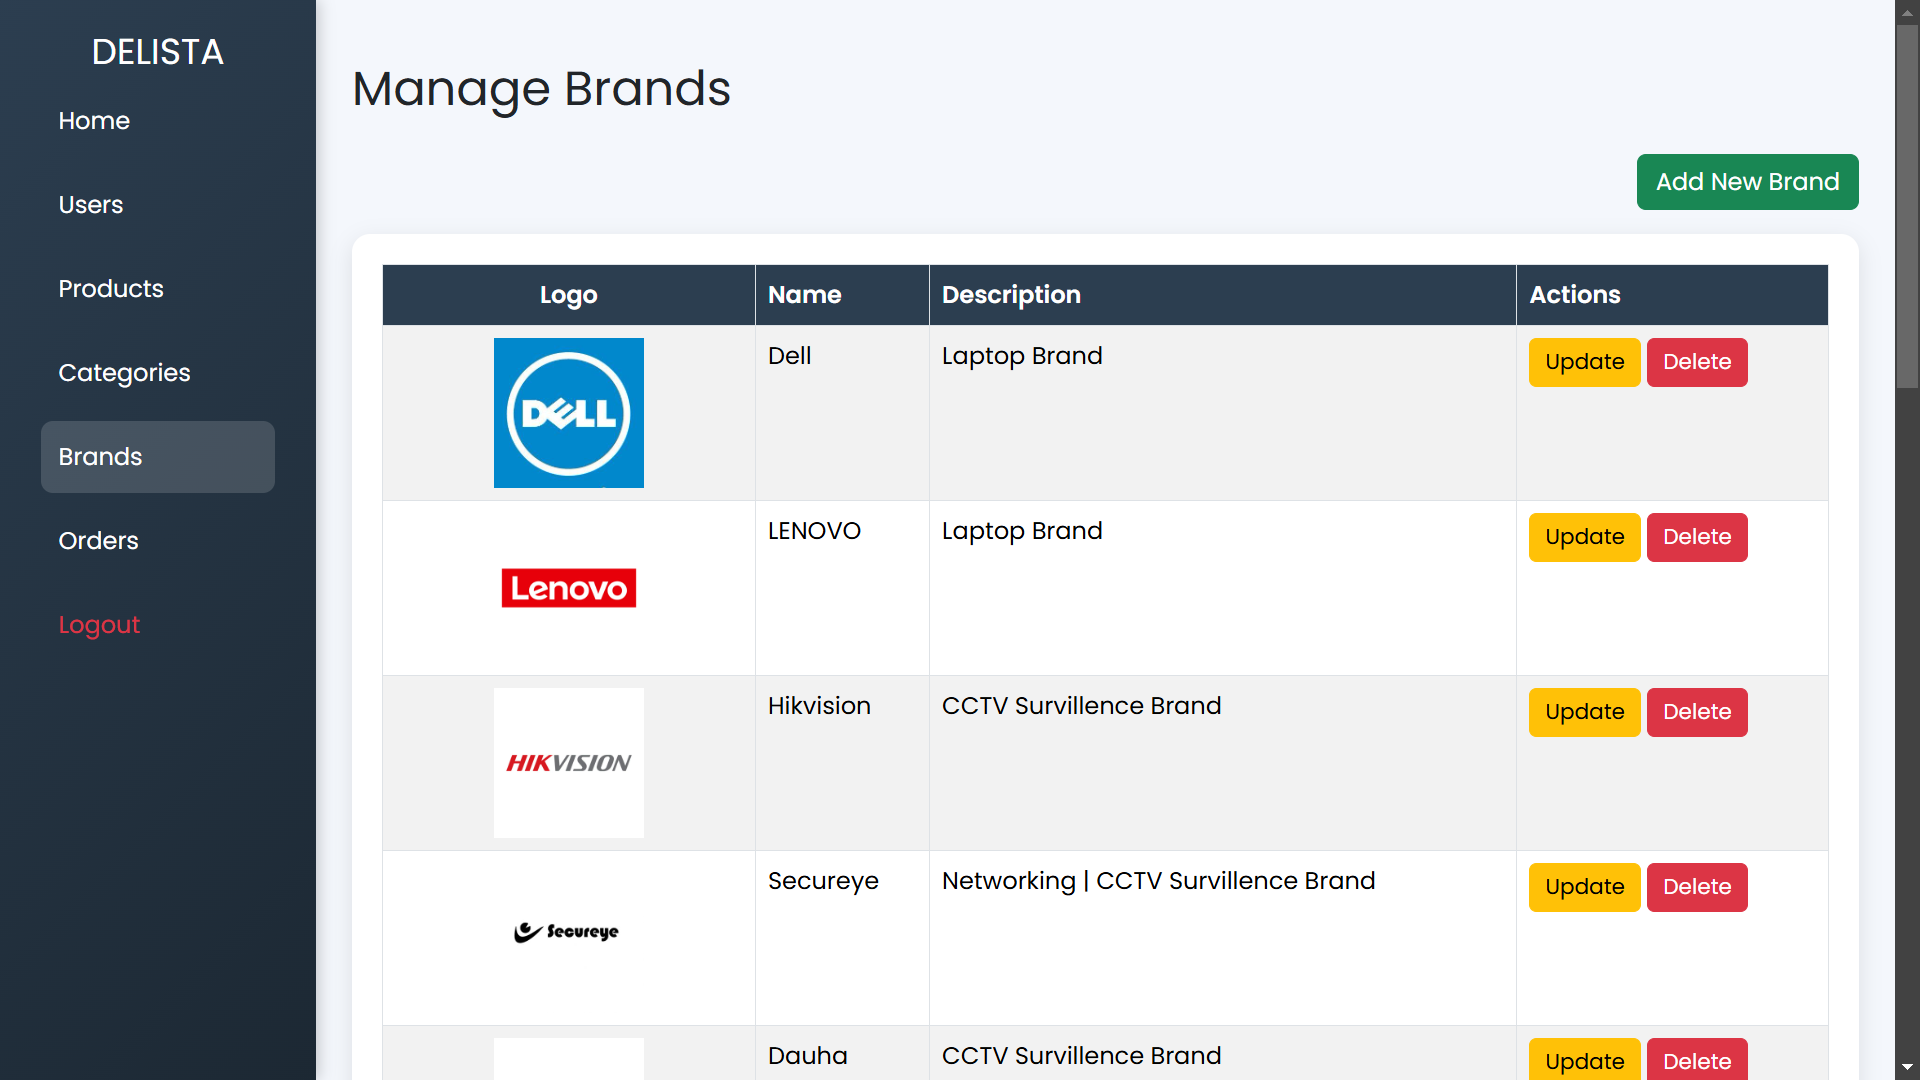 DELISTA
Home
Users
Products
Categories
Brands
Orders
Logout
Manage Brands
Add New Brand
Logo Name Description Actions
DELL Dell Laptop Brand Update Delete
Lenovo LENOVO Laptop Brand Update Delete
HIKVISION Hikvision CCTV Survillence Brand Update Delete
Secureye Secureye Networking | CCTV Survillence Brand Update Delete
Dauha CCTV Survillence Brand Update Delete